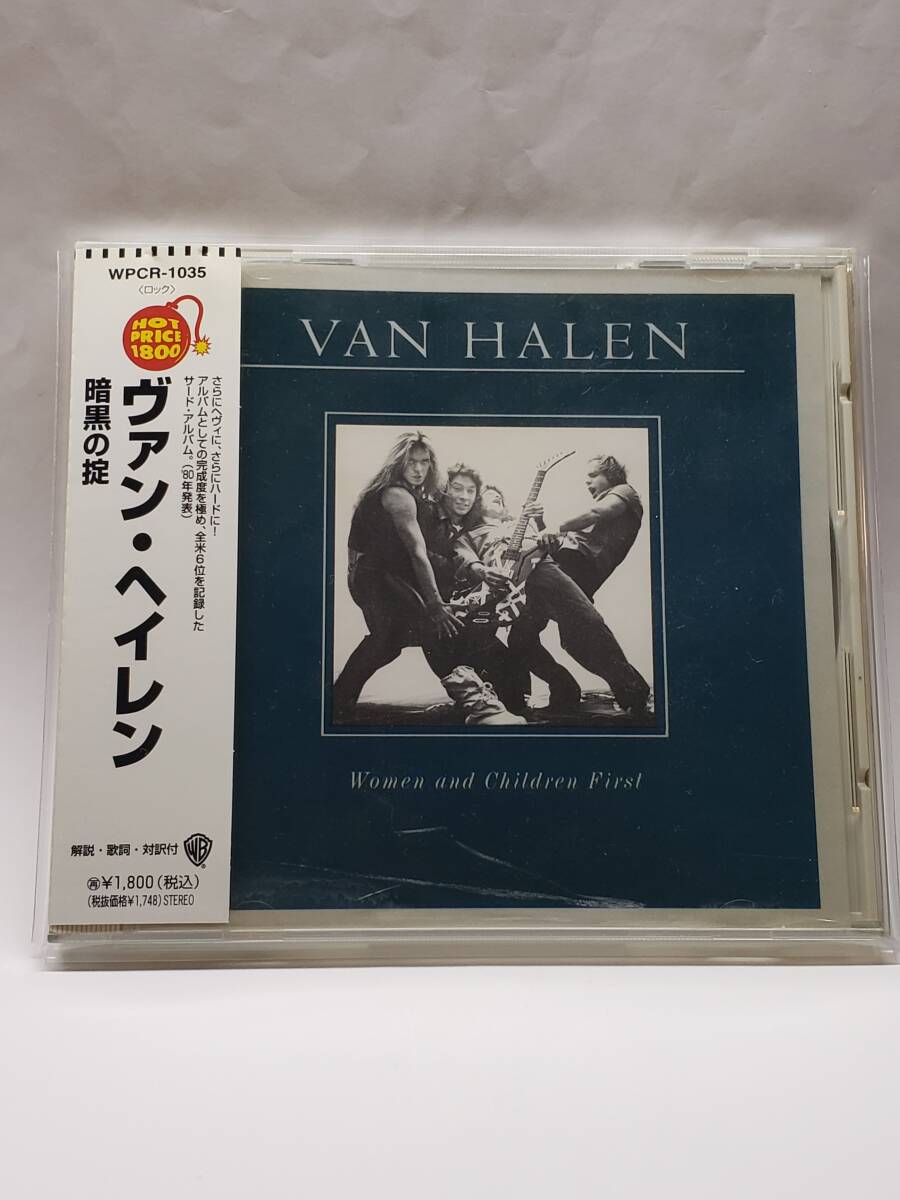 WPCR-1035
〈ロック〉
HOT
PRICE
1800
さらにヘヴィに、さらにハードに!
アルバムとしての完成度を極め、全米6位を記録した
サード・アルバム。('80年発表)
ヴァン・ヘイレン
暗黒の掟
解説・歌詞・対訳付
WB
再¥1,800(税込)
(税抜価格¥1,748)STEREO
VAN HALEN
Women and Children First